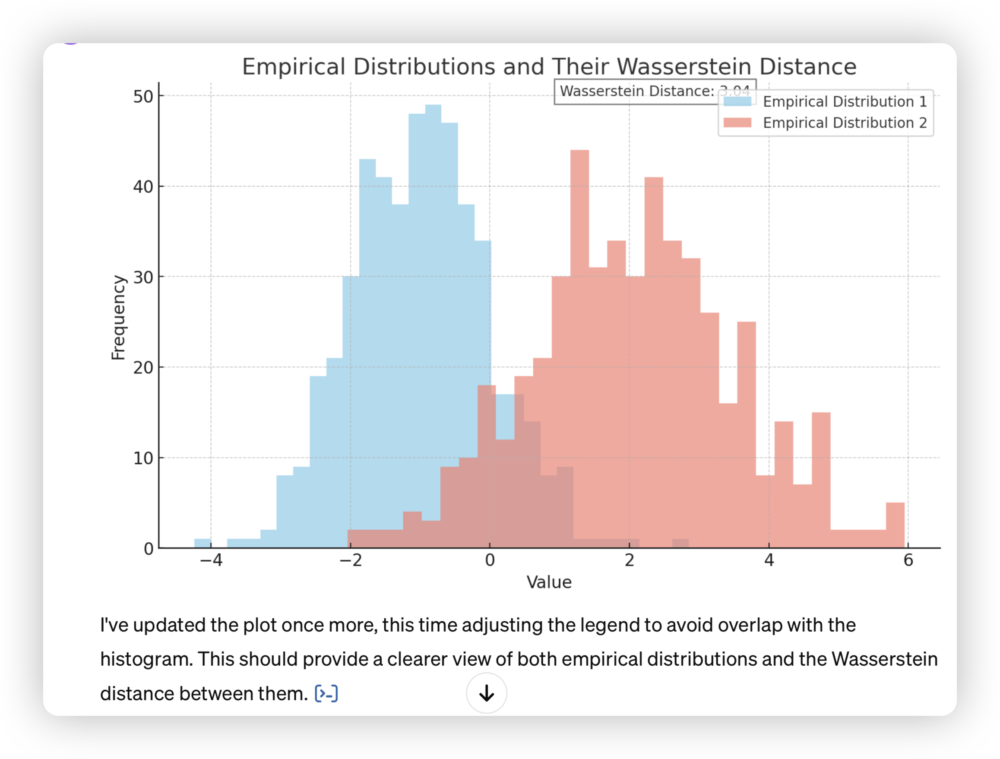 Empirical Distributions and Their Wasserstein Distance
Wasserstein Distance: 3.04
Empirical Distribution 1
Empirical Distribution 2
50
40
30
20
10
0
Frequency
−4 −2 0 2 4 6
Value
I've updated the plot once more, this time adjusting the legend to avoid overlap with the
histogram. This should provide a clearer view of both empirical distributions and the Wasserstein
distance between them. [>_]